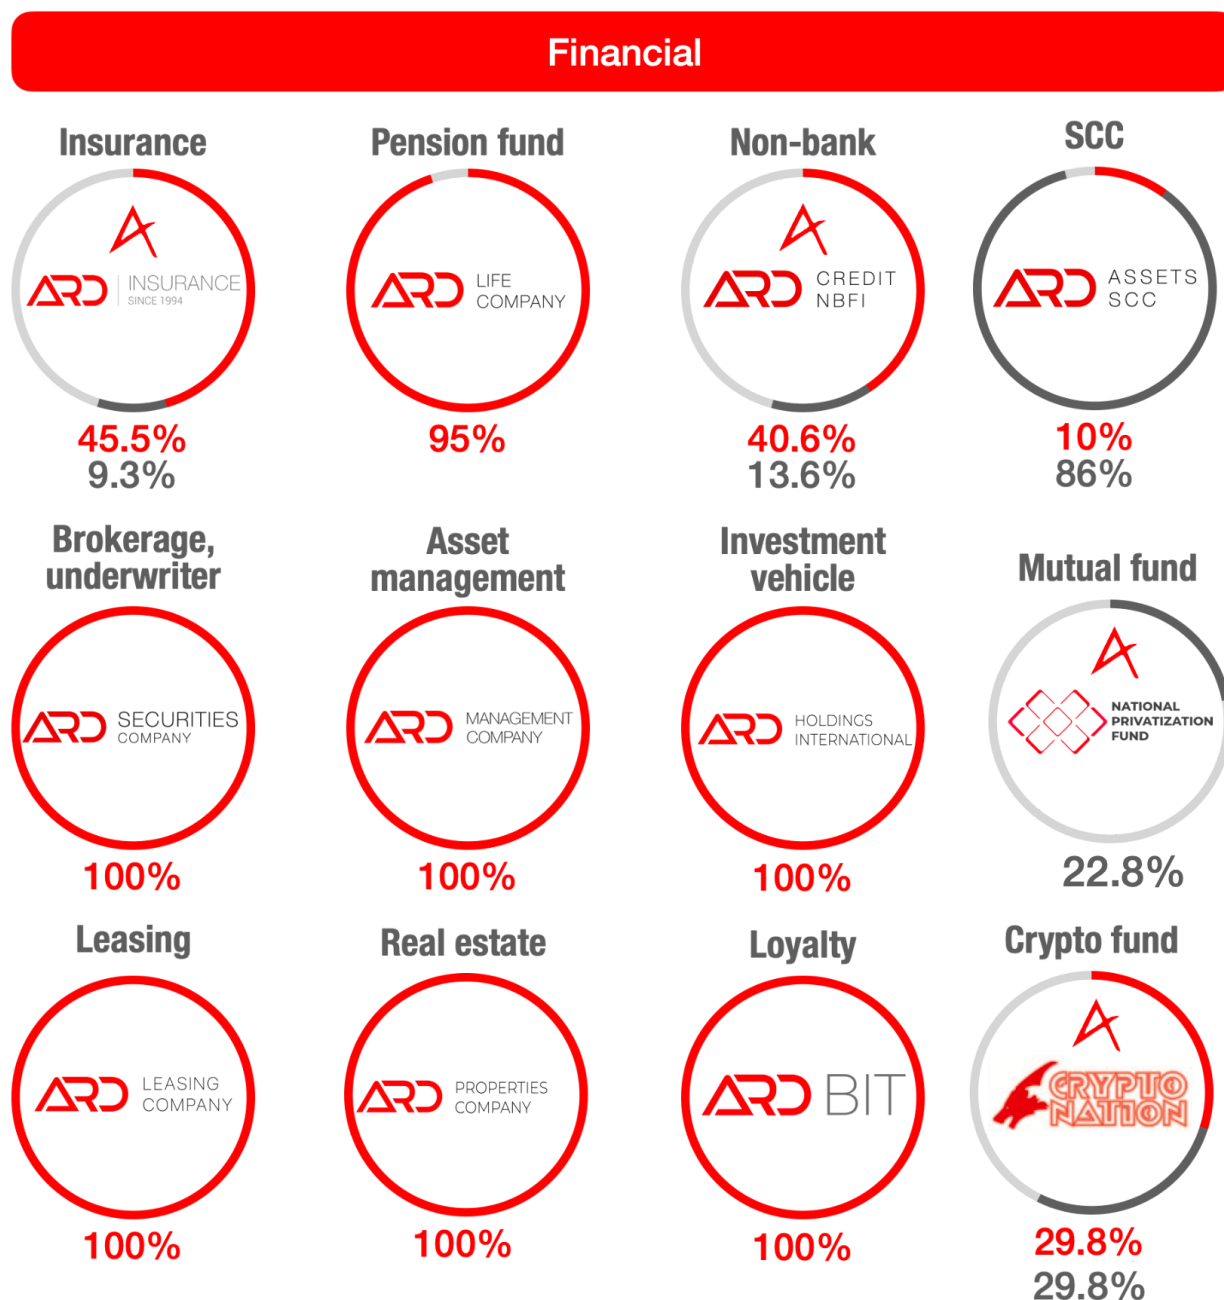 Financial
Insurance
ARD INSURANCE
SINCE 1994
45.5%
9.3%
Pension fund
ARD LIFE
COMPANY
95%
Non-bank
ARD CREDIT
NBFI
40.6%
13.6%
SCC
ARD ASSETS
SCC
10%
86%
Brokerage,
underwriter
ARD SECURITIES
COMPANY
100%
Asset
management
ARD MANAGEMENT
COMPANY
100%
Investment
vehicle
ARD HOLDINGS
INTERNATIONAL
100%
Mutual fund
NATIONAL
PRIVATIZATION
FUND
22.8%
Leasing
ARD LEASING
COMPANY
100%
Real estate
ARD PROPERTIES
COMPANY
100%
Loyalty
ARD BIT
100%
Crypto fund
CRYPTO
NATION
29.8%
29.8%